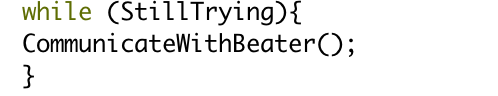 while (StillTrying){
CommunicateWithBeater();
}